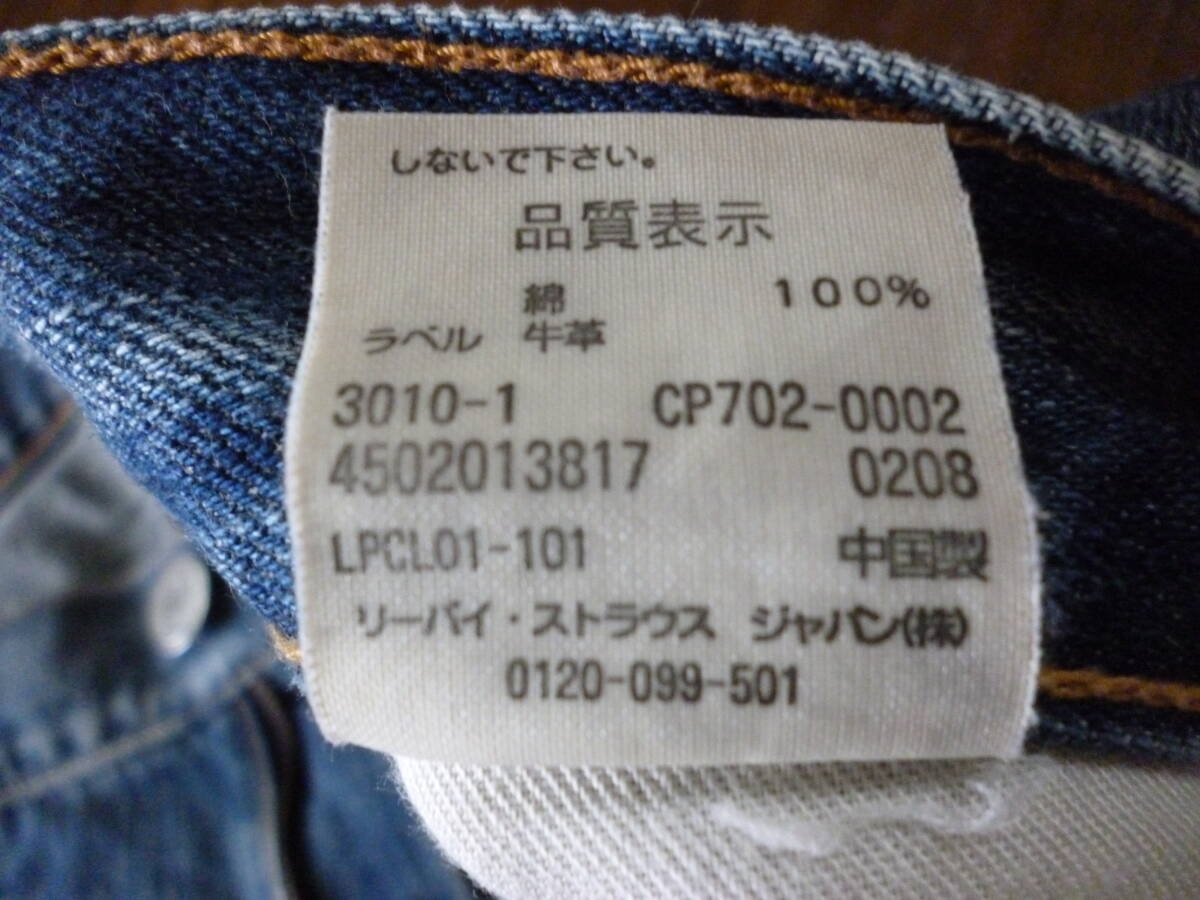 しないで下さい。
品質表示
綿 100%
ラベル 牛革
3010-1 CP702-0002
4502013817 0208
LPCL01-101 中国製
リーバイ・ストラウス ジャパン(株)
0120-099-501